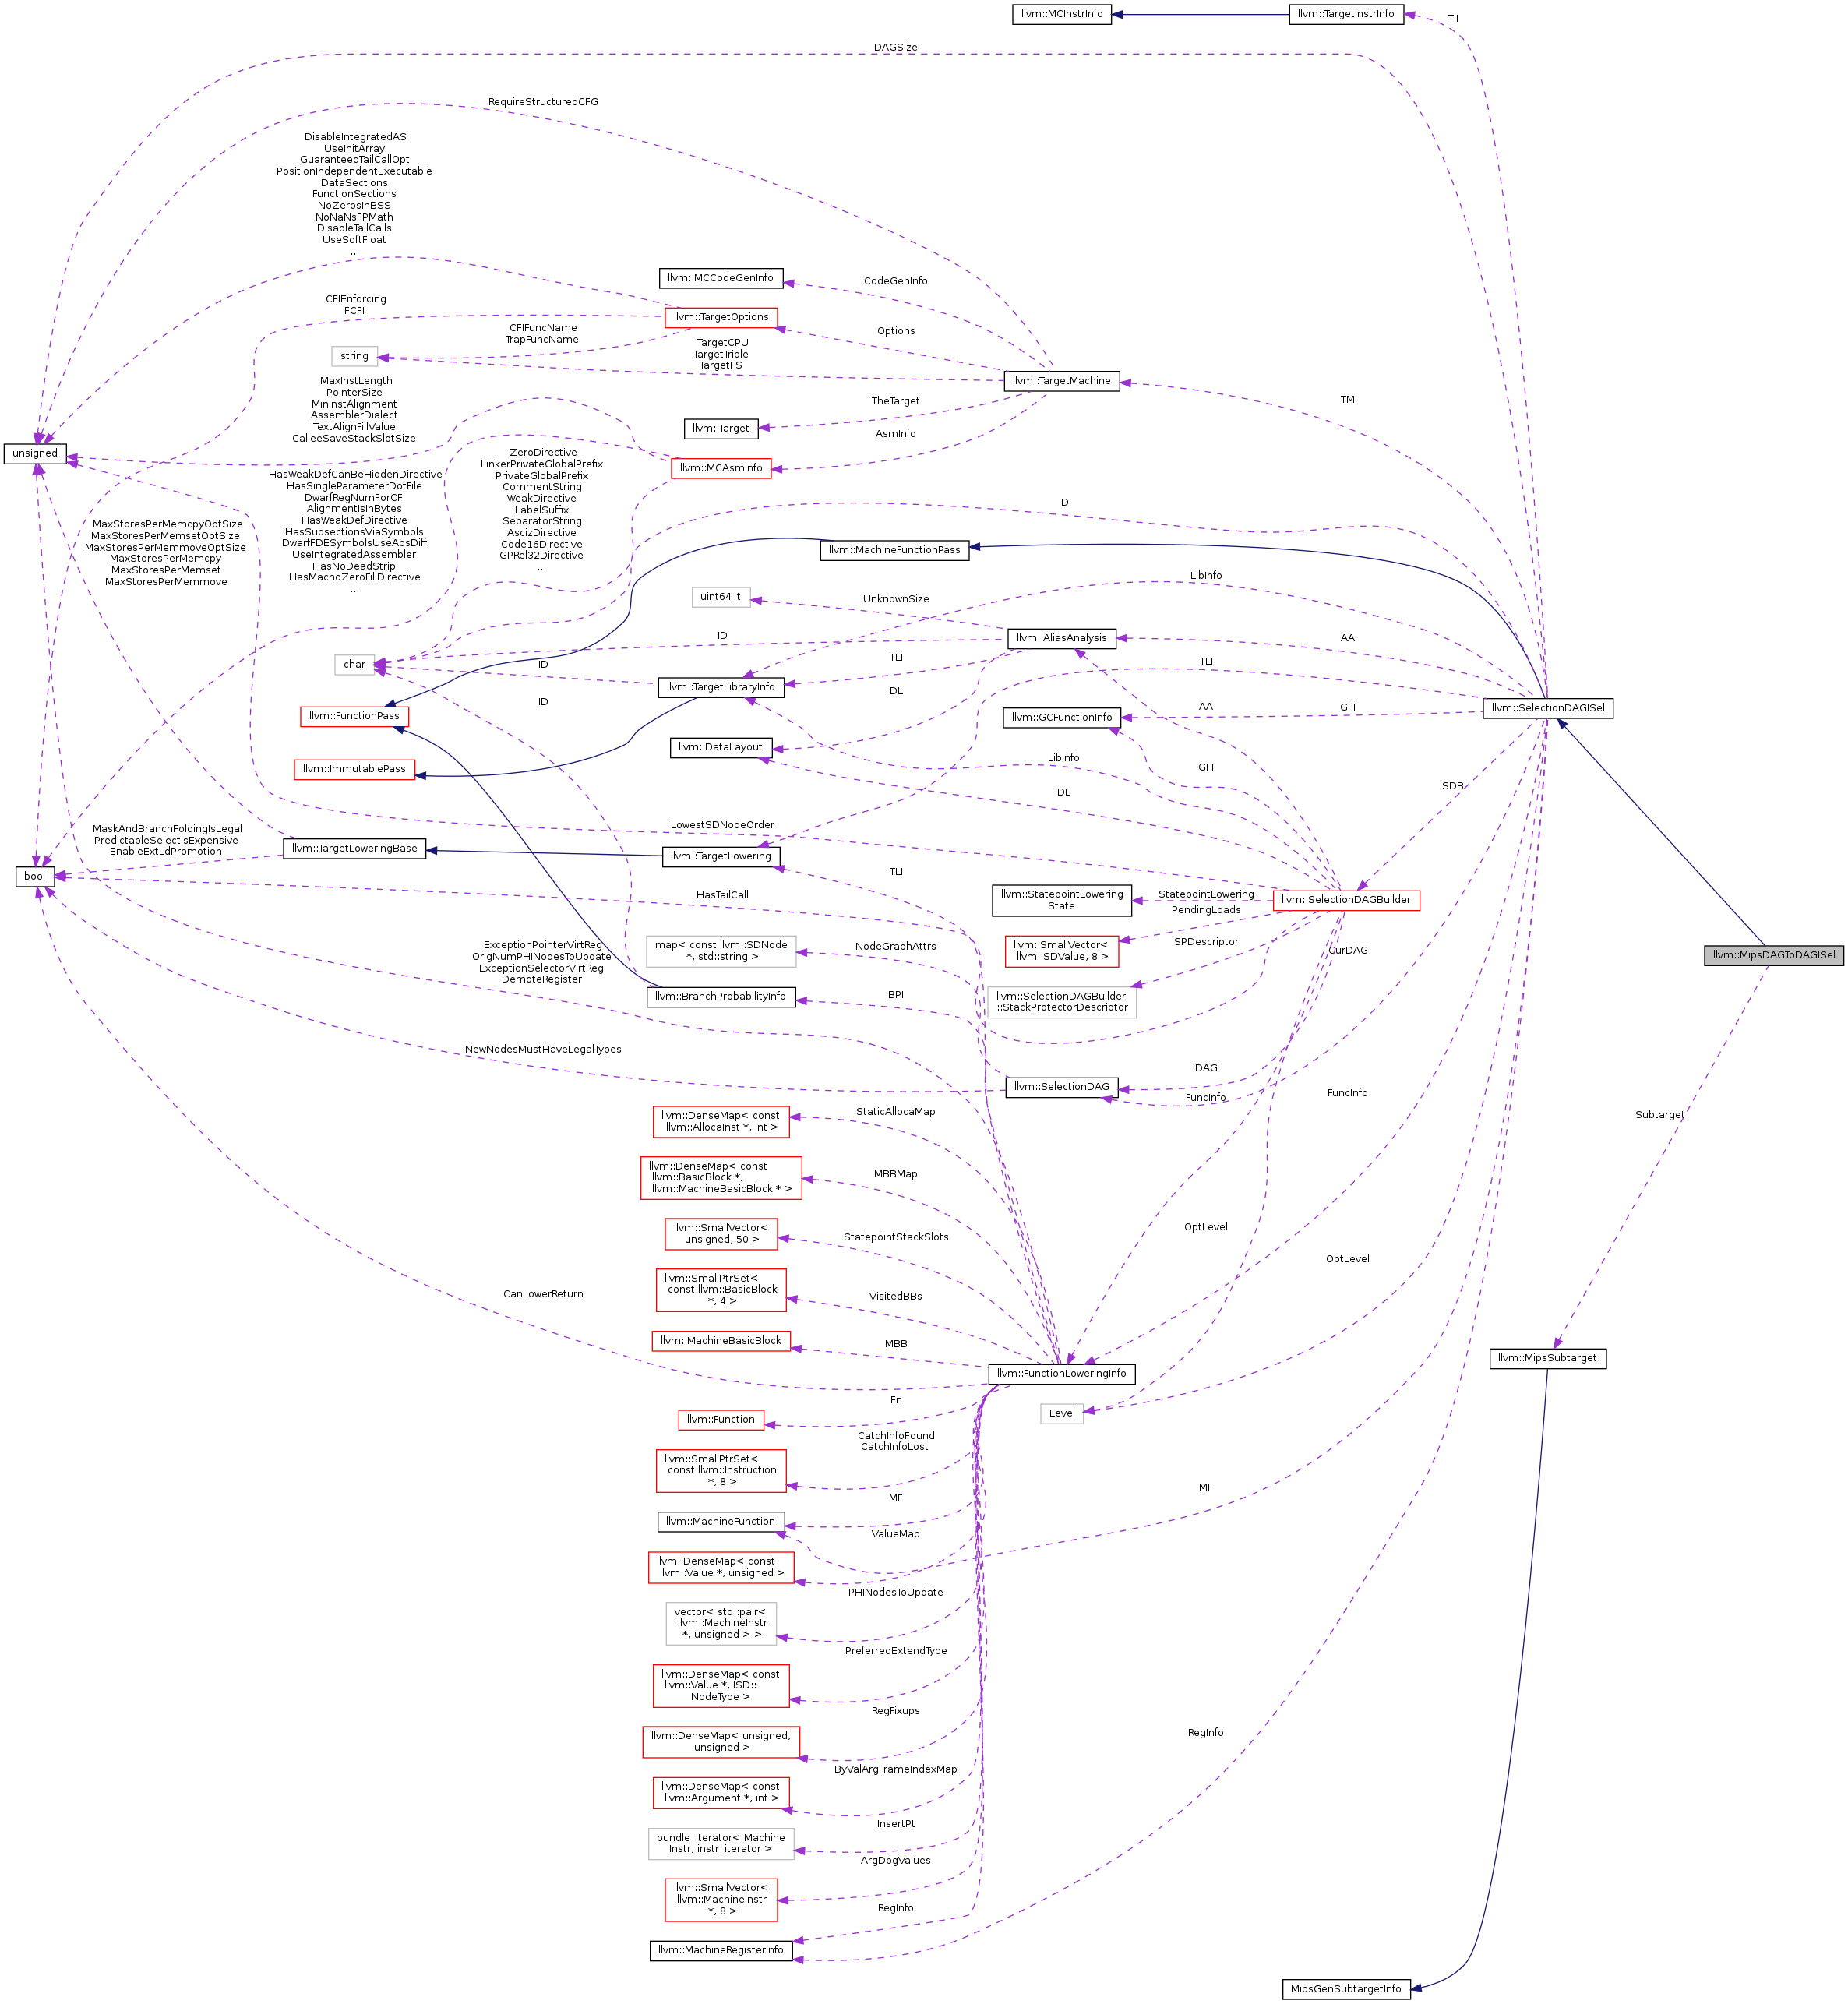 llvm::MCInstrInfo
llvm::TargetInstrInfo
TII
DAGSize
RequireStructuredCFG
DisableIntegratedAS
UseInitArray
GuaranteedTailCallOpt
PositionIndependentExecutable
DataSections
FunctionSections
NoZerosInBSS
NoNaNsFPMath
DisableTailCalls
UseSoftFloat
...
llvm::MCCodeGenInfo
CodeGenInfo
CFIEnforcing
FCFI
llvm::TargetOptions
Options
CFIFuncName
TrapFuncName
string
TargetCPU
TargetTriple
TargetFS
llvm::TargetMachine
TM
MaxInstLength
PointerSize
MinInstAlignment
AssemblerDialect
TextAlignFillValue
CalleeSaveStackSlotSize
TheTarget
llvm::Target
AsmInfo
unsigned
llvm::MCAsmInfo
HasWeakDefCanBeHiddenDirective
HasSingleParameterDotFile
DwarfRegNumForCFI
AlignmentIsInBytes
HasWeakDefDirective
HasSubsectionsViaSymbols
DwarfFDESymbolsUseAbsDiff
UseIntegratedAssembler
HasNoDeadStrip
HasMachoZeroFillDirective
...
ZeroDirective
LinkerPrivateGlobalPrefix
PrivateGlobalPrefix
CommentString
WeakDirective
LabelSuffix
SeparatorString
AscizDirective
Code16Directive
GPRel32Directive
...
ID
MaxStoresPerMemcpyOptSize
MaxStoresPerMemsetOptSize
MaxStoresPerMemmoveOptSize
MaxStoresPerMemcpy
MaxStoresPerMemset
MaxStoresPerMemmove
llvm::MachineFunctionPass
LibInfo
uint64_t
UnknownSize
ID
llvm::AliasAnalysis
AA
char
ID
TLI
TLI
llvm::TargetLibraryInfo
DL
ID
AA
GFI
llvm::SelectionDAGISel
llvm::FunctionPass
llvm::GCFunctionInfo
llvm::DataLayout
LibInfo
GFI
llvm::ImmutablePass
DL
SDB
LowestSDNodeOrder
MaskAndBranchFoldingIsLegal
PredictableSelectIsExpensive
EnableExtLdPromotion
llvm::TargetLoweringBase
llvm::TargetLowering
bool
TLI
HasTailCall
llvm::StatepointLowering
State
StatepointLowering
llvm::SelectionDAGBuilder
PendingLoads
llvm::SmallVector<
llvm::SDValue, 8 >
SPDescriptor
CurDAG
map< const llvm::SDNode
*, std::string >
NodeGraphAttrs
llvm::MipsDAGToDAGISel
ExceptionPointerVirtReg
OrigNumPHINodesToUpdate
ExceptionSelectorVirtReg
DemoteRegister
llvm::BranchProbabilityInfo
BPI
llvm::SelectionDAGBuilder
::StackProtectorDescriptor
NewNodesMustHaveLegalTypes
DAG
llvm::SelectionDAG
FuncInfo
FuncInfo
Subtarget
llvm::DenseMap< const
llvm::AllocaInst *, int >
StaticAllocaMap
llvm::DenseMap< const
llvm::BasicBlock *,
llvm::MachineBasicBlock * >
MBBMap
llvm::SmallVector<
unsigned, 50 >
StatepointStackSlots
OptLevel
OptLevel
llvm::SmallPtrSet<
const llvm::BasicBlock
*, 4 >
VisitedBBs
CanLowerReturn
llvm::MachineBasicBlock
MBB
llvm::MipsSubtarget
llvm::FunctionLoweringInfo
Fn
llvm::Function
Level
CatchInfoFound
CatchInfoLost
llvm::SmallPtrSet<
const llvm::Instruction
*, 8 >
MF
MF
llvm::MachineFunction
ValueMap
llvm::DenseMap< const
llvm::Value *, unsigned >
PHINodesToUpdate
vector< std::pair<
llvm::MachineInstr
*, unsigned > >
PreferredExtendType
llvm::DenseMap< const
llvm::Value *, ISD::
NodeType >
RegFixups
llvm::DenseMap< unsigned,
unsigned >
RegInfo
ByValArgFrameIndexMap
llvm::DenseMap< const
llvm::Argument *, int >
InsertPt
bundle_iterator< Machine
Instr, instr_iterator >
ArgDbgValues
llvm::SmallVector<
llvm::MachineInstr
*, 8 >
RegInfo
llvm::MachineRegisterInfo
MipsGenSubtargetInfo